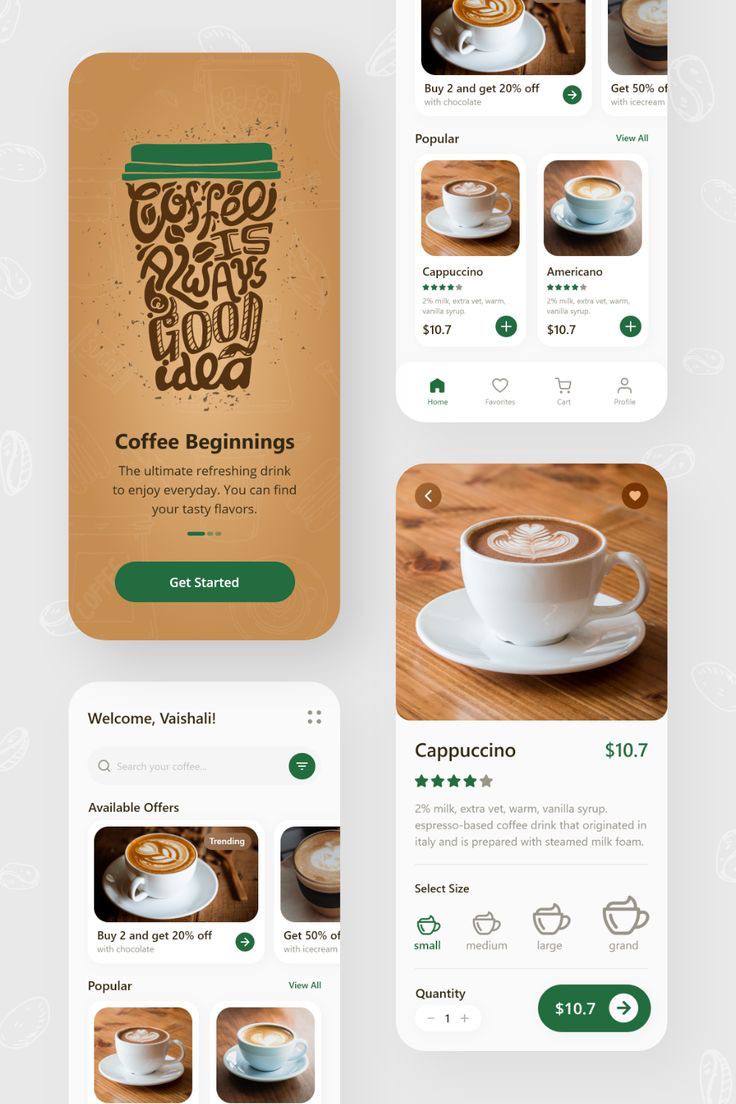 Coffee
IS
Always
a
GOOD
idea
Coffee Beginnings
The ultimate refreshing drink
to enjoy everyday. You can find
your tasty flavors.
Get Started
Welcome, Vaishali!
Search your coffee...
Available Offers
Trending
Buy 2 and get 20% off
with chocolate
Get 50% of
with icecream
Popular
View All
Buy 2 and get 20% off
with chocolate
Get 50% of
with icecream
Popular
View All
Cappuccino
2% milk, extra vet, warm,
vanilla syrup.
$10.7
Americano
2% milk, extra vet, warm,
vanilla syrup.
$10.7
Home
Favorites
Cart
Profile
Cappuccino
$10.7
2% milk, extra vet, warm, vanilla syrup.
espresso-based coffee drink that originated in
italy and is prepared with steamed milk foam.
Select Size
small
medium
large
grand
Quantity
- 1 +
$10.7